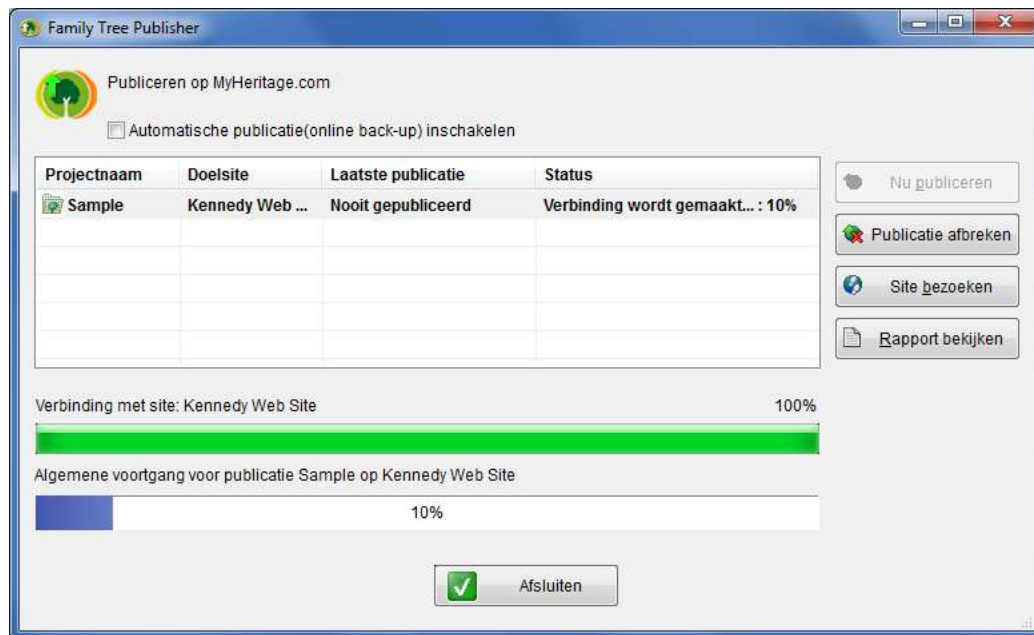 Family Tree Publisher
Publiceren op MyHeritage.com
Automatische publicatie(online back-up) inschakelen
Projectnaam Doelsite Laatste publicatie Status
Sample Kennedy Web ... Nooit gepubliceerd Verbinding wordt gemaakt... : 10%
Nu publiceren
Publicatie afbreken
Site bezoeken
Rapport bekijken
Verbinding met site: Kennedy Web Site 100%
Algemene voortgang voor publicatie Sample op Kennedy Web Site
10%
Afsluiten